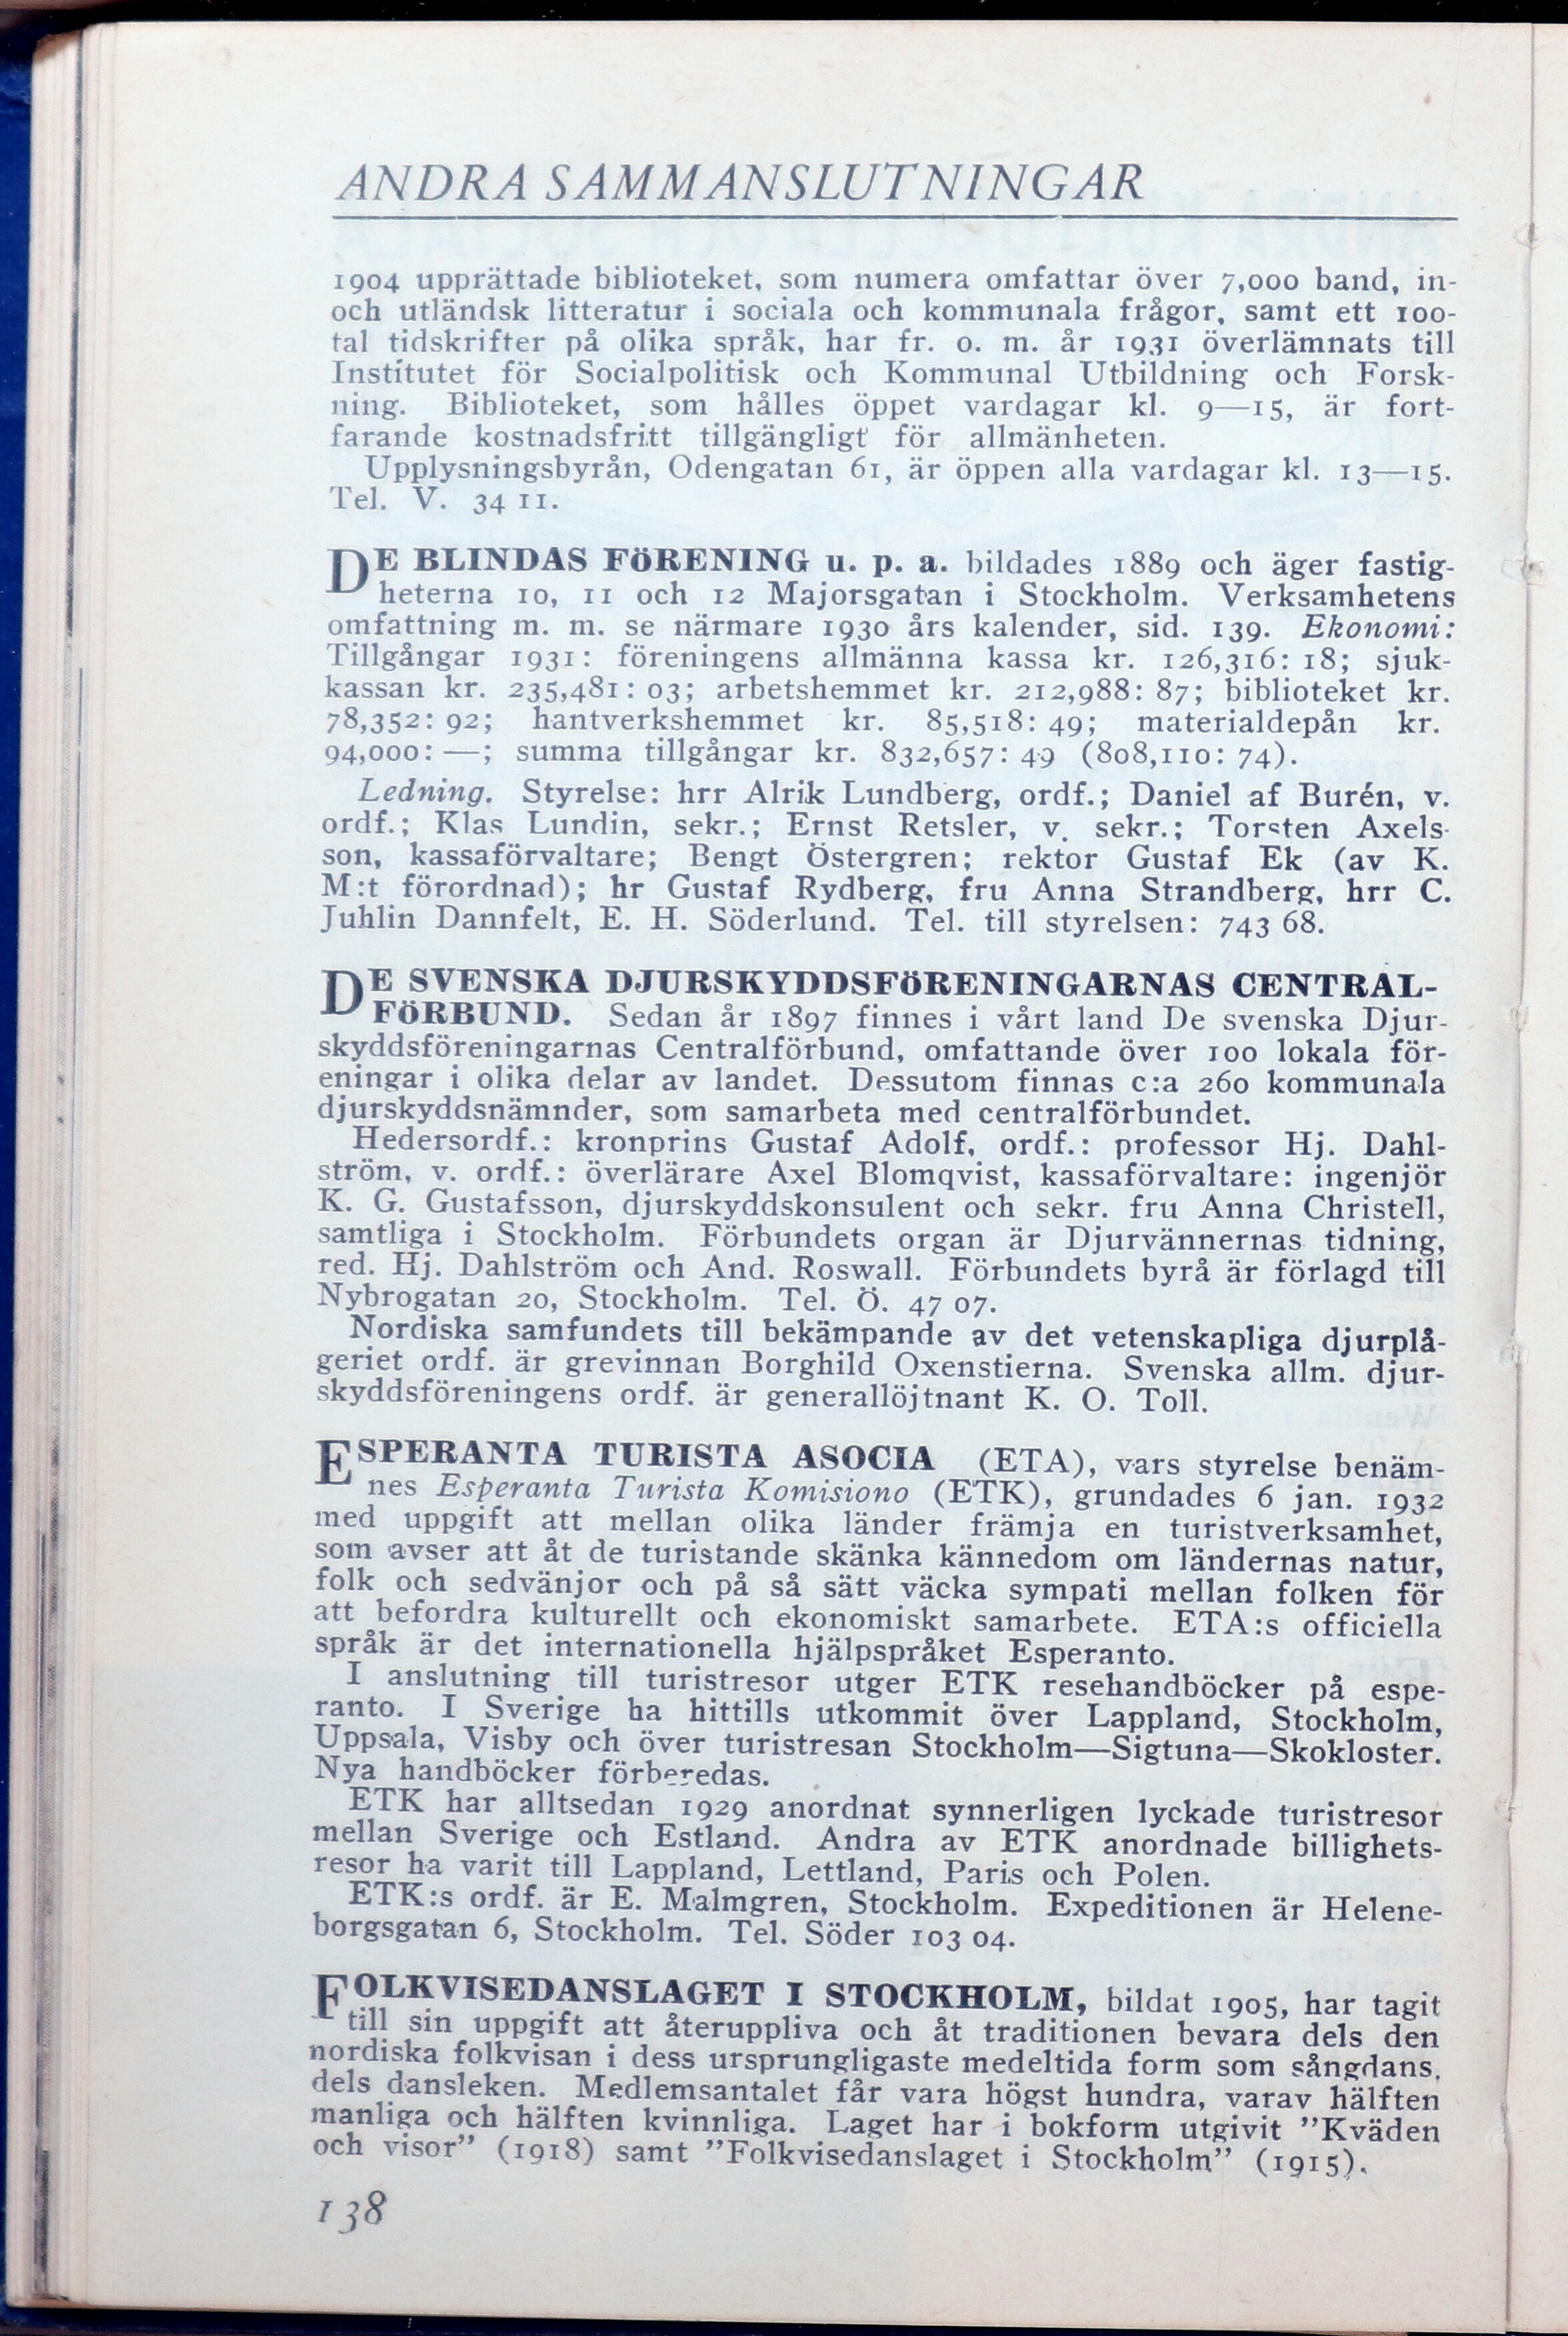 ANDRA SAMMANSLUTNINGAR
1904 upprättade biblioteket, som numera omfattar över 7,000 band, in-
och utländsk litteratur i sociala och kommunala frågor, samt ett 100-
tal tidskrifter på olika språk, har fr. o. m. år 1931 överlämnats till
Institutet för Socialpolitisk och Kommunal Utbildning och Forsk-
ning. Biblioteket, som hålles öppet vardagar kl. 9—15, är fort-
farande kostnadsfritt tillgängligt för allmänheten.
Upplysningsbyrån, Odengatan 61, är öppen alla vardagar kl. 13—15.
Tel. V. 34 11.
DE BLINDAS FÖRENING u. p. a. bildades 1889 och äger fastig-
heterna 10, 11 och 12 Majorsgatan i Stockholm. Verksamhetens
omfattning m. m. se närmare 1930 års kalender, sid. 139. Ekonomi:
Tillgångar 1931: föreningens allmänna kassa kr. 126,316: 18; sjuk-
kassan kr. 235,481: 03; arbetshemmet kr. 212,988: 87; biblioteket kr.
78,352: 92; hantverkshemmet kr. 85,518: 49; materialdepån kr.
94,000: —; summa tillgångar kr. 832,657: 49 (808,110: 74).
Ledning. Styrelse: hrr Alrik Lundberg, ordf.; Daniel af Burén, v.
ordf.; Klas Lundin, sekr.; Ernst Retsler, v. sekr.; Torsten Axels-
son, kassaförvaltare; Bengt Östergren; rektor Gustaf Ek (av K.
M:t förordnad); hr Gustaf Rydberg, fru Anna Strandberg, hrr C.
Juhlin Dannfelt, E. H. Söderlund. Tel. till styrelsen: 743 68.
DE SVENSKA DJURSKYDDSFÖRENINGARNAS CENTRAL-
FÖRBUND. Sedan år 1897 finnes i vårt land De svenska Djur-
skyddsföreningarnas Centralförbund, omfattande över 100 lokala för-
eningar i olika delar av landet. Dessutom finnas c:a 260 kommunala
djurskyddsnämnder, som samarbeta med centralförbundet.
Hedersordf.: kronprins Gustaf Adolf, ordf.: professor Hj. Dahl-
ström, v. ordf.: överlärare Axel Blomqvist, kassaförvaltare: ingenjör
K. G. Gustafsson, djurskyddskonsulent och sekr. fru Anna Christell,
samtliga i Stockholm. Förbundets organ är Djurvännernas tidning,
red. Hj. Dahlström och And. Roswall. Förbundets byrå är förlagd till
Nybrogatan 20, Stockholm. Tel. Ö. 47 07.
Nordiska samfundets till bekämpande av det vetenskapliga djurplå-
geriet ordf. är grevinnan Borghild Oxenstierna. Svenska allm. djur-
skyddsföreningens ordf. är generallöjtnant K. O. Toll.
ESPERANTA TURISTA ASOCIA (ETA), vars styrelse benäm-
nes Esperanta Turista Komisiono (ETK), grundades 6 jan. 1932
med uppgift att mellan olika länder främja en turistverksamhet,
som avser att åt de turistande skänka kännedom om ländernas natur,
folk och sedvänjor och på så sätt väcka sympati mellan folken för
att befordra kulturellt och ekonomiskt samarbete. ETA:s officiella
språk är det internationella hjälpspråket Esperanto.
I anslutning till turistresor utger ETK resehandböcker på espe-
ranto. I Sverige ha hittills utkommit över Lappland, Stockholm,
Uppsala, Visby och över turistresan Stockholm—Sigtuna—Skokloster.
Nya handböcker förberedas.
ETK har alltsedan 1929 anordnat synnerligen lyckade turistresor
mellan Sverige och Estland. Andra av ETK anordnade billighets-
resor ha varit till Lappland, Lettland, Paris och Polen.
ETK:s ordf. är E. Malmgren, Stockholm. Expeditionen är Helene-
borgsgatan 6, Stockholm. Tel. Söder 103 04.
FOLKVISEDANSLAGET I STOCKHOLM, bildat 1905, har tagit
till sin uppgift att återuppliva och åt traditionen bevara dels den
nordiska folkvisan i dess ursprungligaste medeltida form som sångdans,
dels dansleken. Medlemsantalet får vara högst hundra, varav hälften
manliga och hälften kvinnliga. Laget har i bokform utgivit "Kväden
och visor" (1918) samt "Folkvisedanslaget i Stockholm" (1915).
138